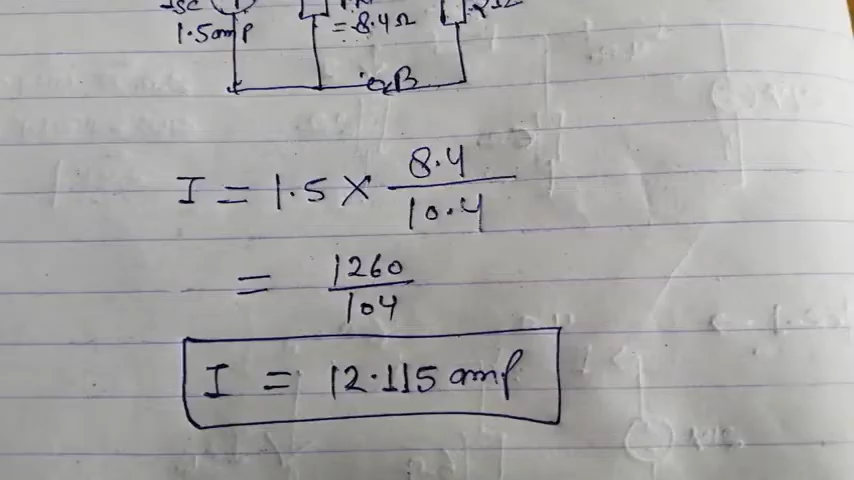 1.5amp = 8.4Ω
B
I = 1.5 × 8.4/10.4
= 1260/104
I = 12.115 amp